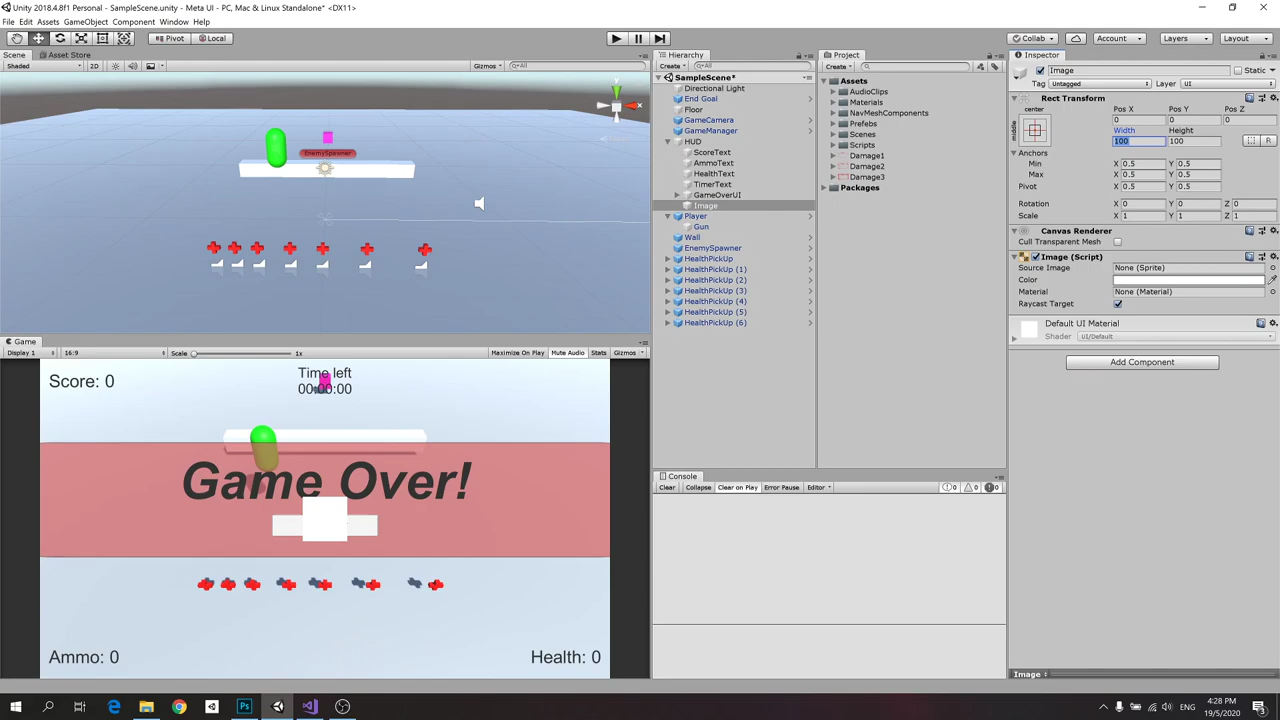 Unity 2018.4.8f1 Personal - SampleScene.unity - Meta UI - PC, Mac & Linux Standalone* <DX11>
File Edit Assets GameObject Component Window Help
Pivot Local Collab Account Layers Layout
Scene Asset Store
Shaded 2D Gizmos All
EnemySpawner
Game
Display 1 16:9 Scale 1x Maximize On Play Mute Audio Stats Gizmos
Score: 0
Time left
00:00:00
Game Over!
Ammo: 0
Health: 0
Hierarchy
Create All
SampleScene*
Directional Light
End Goal
Floor
GameCamera
GameManager
HUD
ScoreText
AmmoText
HealthText
TimerText
GameOverUI
Image
Player
Gun
Wall
EnemySpawner
HealthPickUp
HealthPickUp (1)
HealthPickUp (2)
HealthPickUp (3)
HealthPickUp (4)
HealthPickUp (5)
HealthPickUp (6)
Project
Create
Assets
AudioClips
Materials
NavMeshComponents
Prefebs
Scenes
Scripts
Damage1
Damage2
Damage3
Packages
Console
Clear Collapse Clear on Play Error Pause Editor 0 0 0
Inspector
Image Static
Tag Untagged Layer UI
Rect Transform
center Pos X Pos Y Pos Z
middle 0 0 0
Width Height
100 100 R
Anchors
Min X 0.5 Y 0.5
Max X 0.5 Y 0.5
Pivot X 0.5 Y 0.5
Rotation X 0 Y 0 Z 0
Scale X 1 Y 1 Z 1
Canvas Renderer
Cull Transparent Mesh
Image (Script)
Source Image None (Sprite)
Color
Material None (Material)
Raycast Target
Default UI Material
Shader UI/Default
Add Component
Image
Ps
ENG
4:28 PM
19/5/2020
3